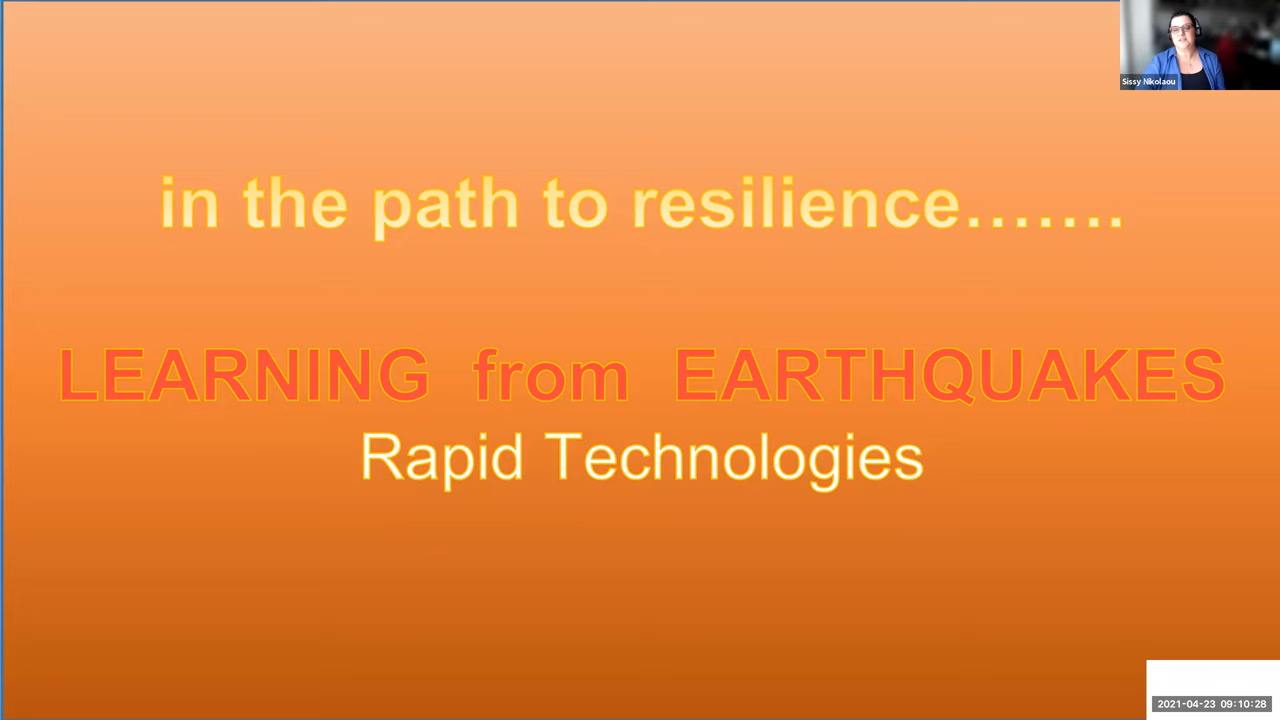 Sissy Nikolaou
in the path to resilience.......
LEARNING from EARTHQUAKES
Rapid Technologies
2021-04-23 09:10:28